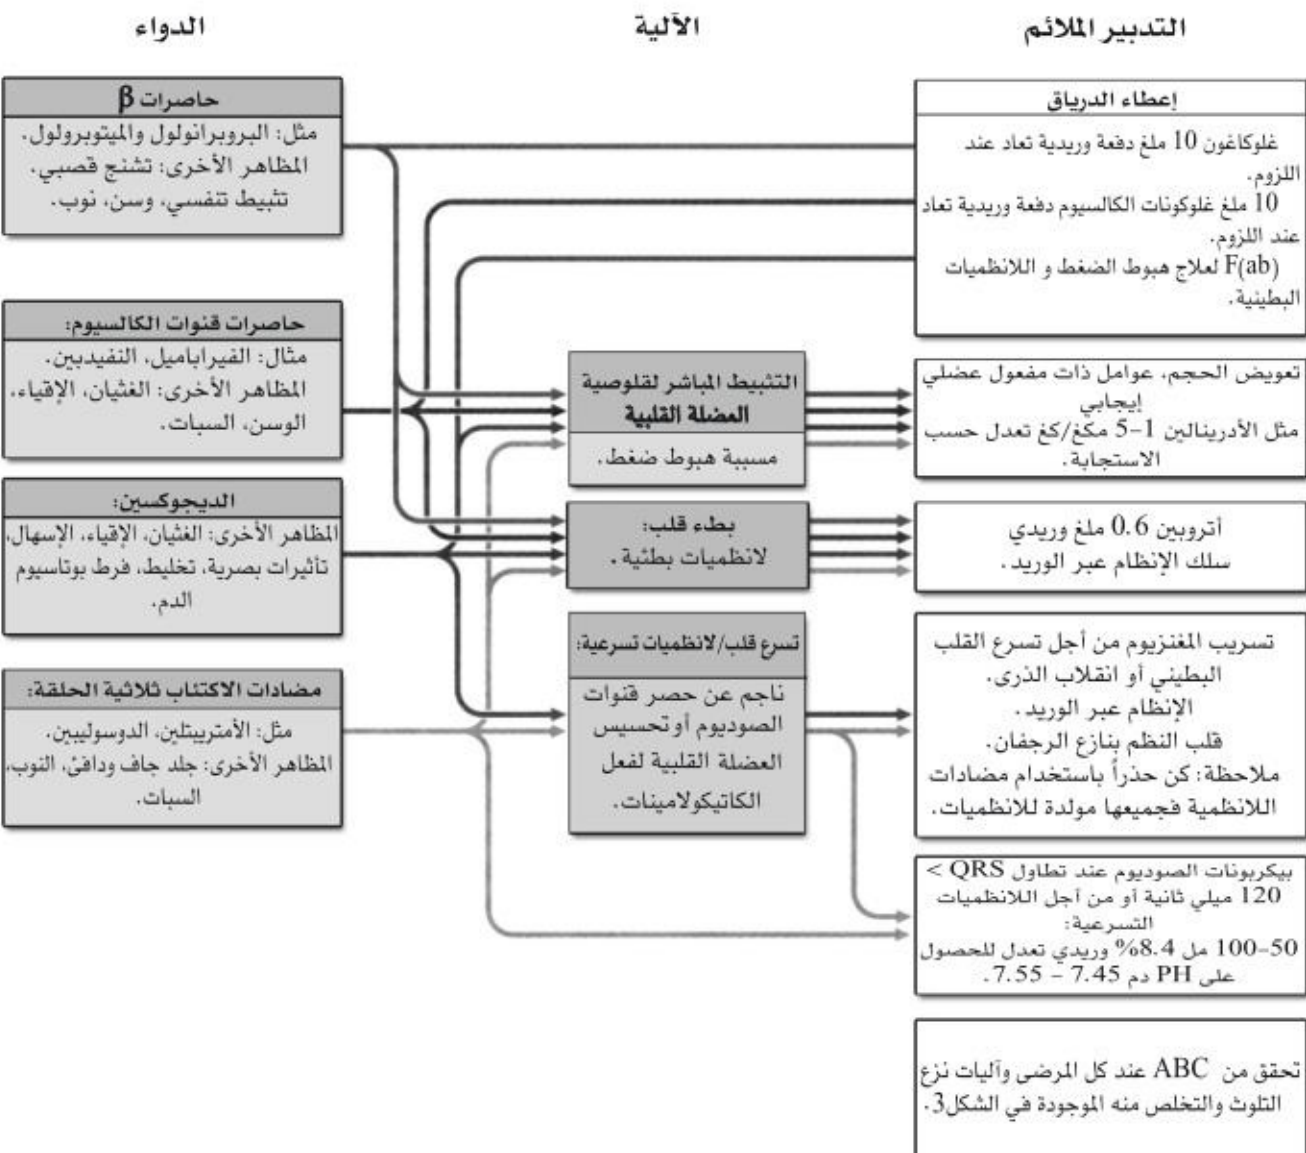 الدواء
الآلية
التدبير الملائم
حاصرات β
مثل: البروبرانولول والميتوبرولول.
المظاهر الأخرى: تشنج قصبي.
تثبيط تنفسي، وسن، نوب.
حاصرات قنوات الكالسيوم:
مثال: الفيراباميل، النفيديبين.
المظاهر الأخرى: الغثيان، الإقياء،
الوسن، السبات.
الديجوكسين:
المظاهر الأخرى: الغثيان، الإقياء، الإسهال،
تأثيرات بصرية، تخليط، فرط بوتاسيوم
الدم.
مضادات الاكتئاب ثلاثية الحلقة:
مثل: الأمتريبتلين، الدوسوليبين.
المظاهر الأخرى: جلد جاف ودافئ، النوب،
السبات.
التثبيط المباشر لقلوصية
العضلة القلبية
مسببة هبوط ضغط.
بطء قلب:
لانظميات بطئية.
تسرع قلب/لانظميات تسرعية:
ناجم عن حصر قنوات
الصوديوم أو تحسيس
العضلة القلبية لفعل
الكاتيكولامينات.
إعطاء الدرياق
غلوكاغون 10 ملغ دفعة وريدية تعاد عند
اللزوم.
10 ملغ غلوكونات الكالسيوم دفعة وريدية تعاد
عند اللزوم.
F(ab) لعلاج هبوط الضغط و اللانظميات
البطينية.
تعويض الحجم، عوامل ذات مفعول عضلي
إيجابي
مثل الأدرينالين 1–5 مكغ/كغ تعدل حسب
الاستجابة.
أتروبين 0.6 ملغ وريدي
سلك الإنظام عبر الوريد.
تسريب المغنزيوم من أجل تسرع القلب
البطيني أو انقلاب الذرى.
الإنظام عبر الوريد.
قلب النظم بنازع الرجفان.
ملاحظة: كن حذراً باستخدام مضادات
اللانظمية فجميعها مولدة للانظميات.
بيكربونات الصوديوم عند تطاول QRS >
120 ميلي ثانية أو من أجل اللانظميات
التسرعية:
50–100 مل 8.4% وريدي تعدل للحصول
على PH دم 7.45 – 7.55.
تحقق من ABC عند كل المرضى وآليات نزع
التلوث والتخلص منه الموجودة في الشكل3.